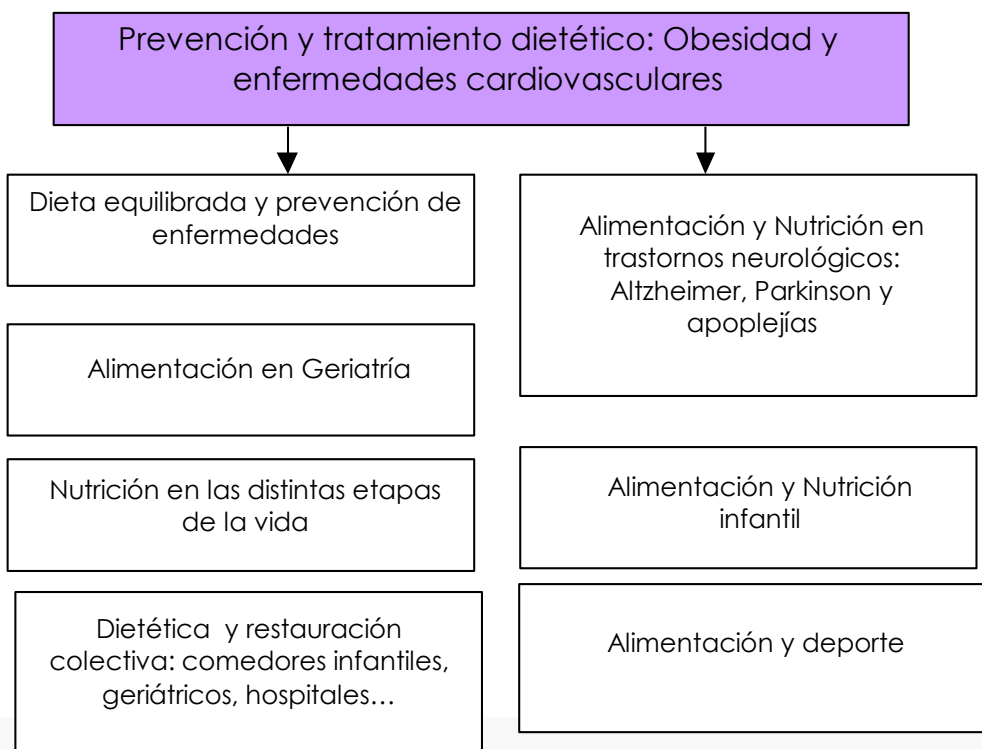 Prevención y tratamiento dietético: Obesidad y
enfermedades cardiovasculares
Dieta equilibrada y prevención de
enfermedades
Alimentación en Geriatría
Nutrición en las distintas etapas
de la vida
Dietética y restauración
colectiva: comedores infantiles,
geriátricos, hospitales…
Alimentación y Nutrición en
trastornos neurológicos:
Altzheimer, Parkinson y
apoplejías
Alimentación y Nutrición
infantil
Alimentación y deporte